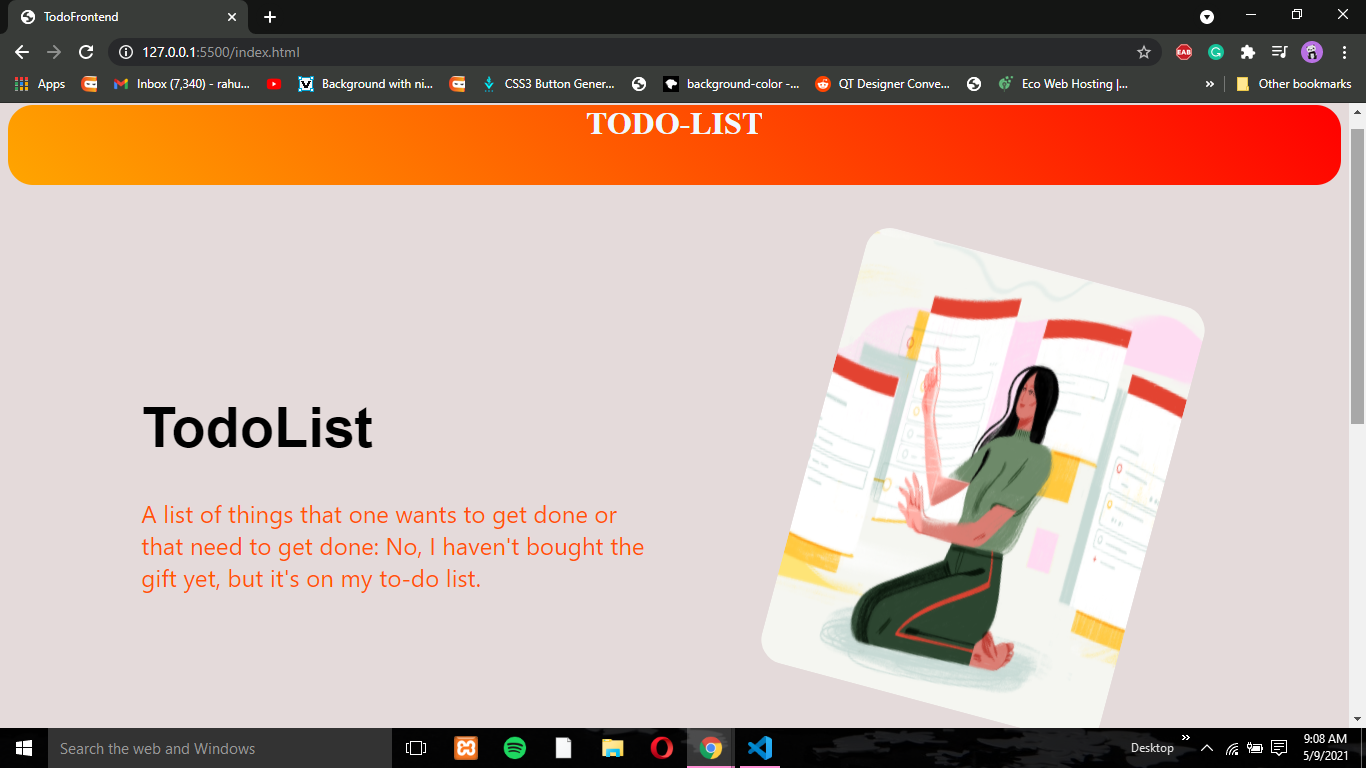 TodoFrontend
127.0.0.1:5500/index.html
EAB
Apps
Inbox (7,340) - rahu...
Background with ni...
CSS3 Button Gener...
background-color -...
QT Designer Conve...
Eco Web Hosting |...
»
Other bookmarks
TODO-LIST
TodoList
A list of things that one wants to get done or
that need to get done: No, I haven't bought the
gift yet, but it's on my to-do list.
Search the web and Windows
Desktop
»
9:08 AM
5/9/2021